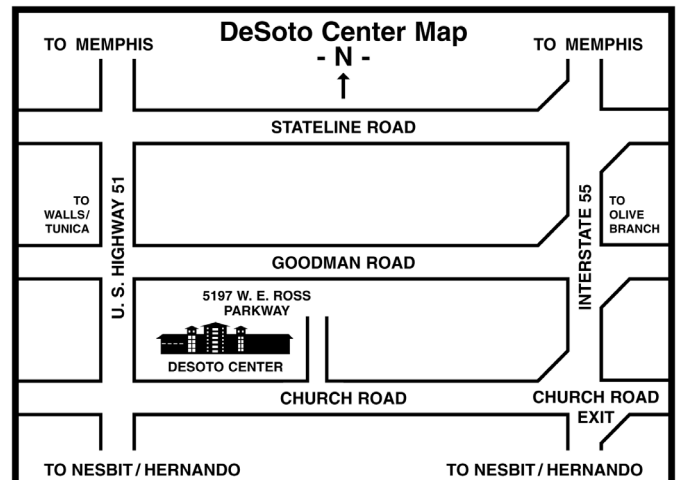 DeSoto Center Map
TO MEMPHIS
- N -
TO MEMPHIS
STATELINE ROAD
TO
WALLS/
TUNICA
U. S. HIGHWAY 51
INTERSTATE 55
TO
OLIVE
BRANCH
GOODMAN ROAD
5197 W. E. ROSS
PARKWAY
DESOTO CENTER
CHURCH ROAD
CHURCH ROAD
EXIT
TO NESBIT / HERNANDO
TO NESBIT / HERNANDO